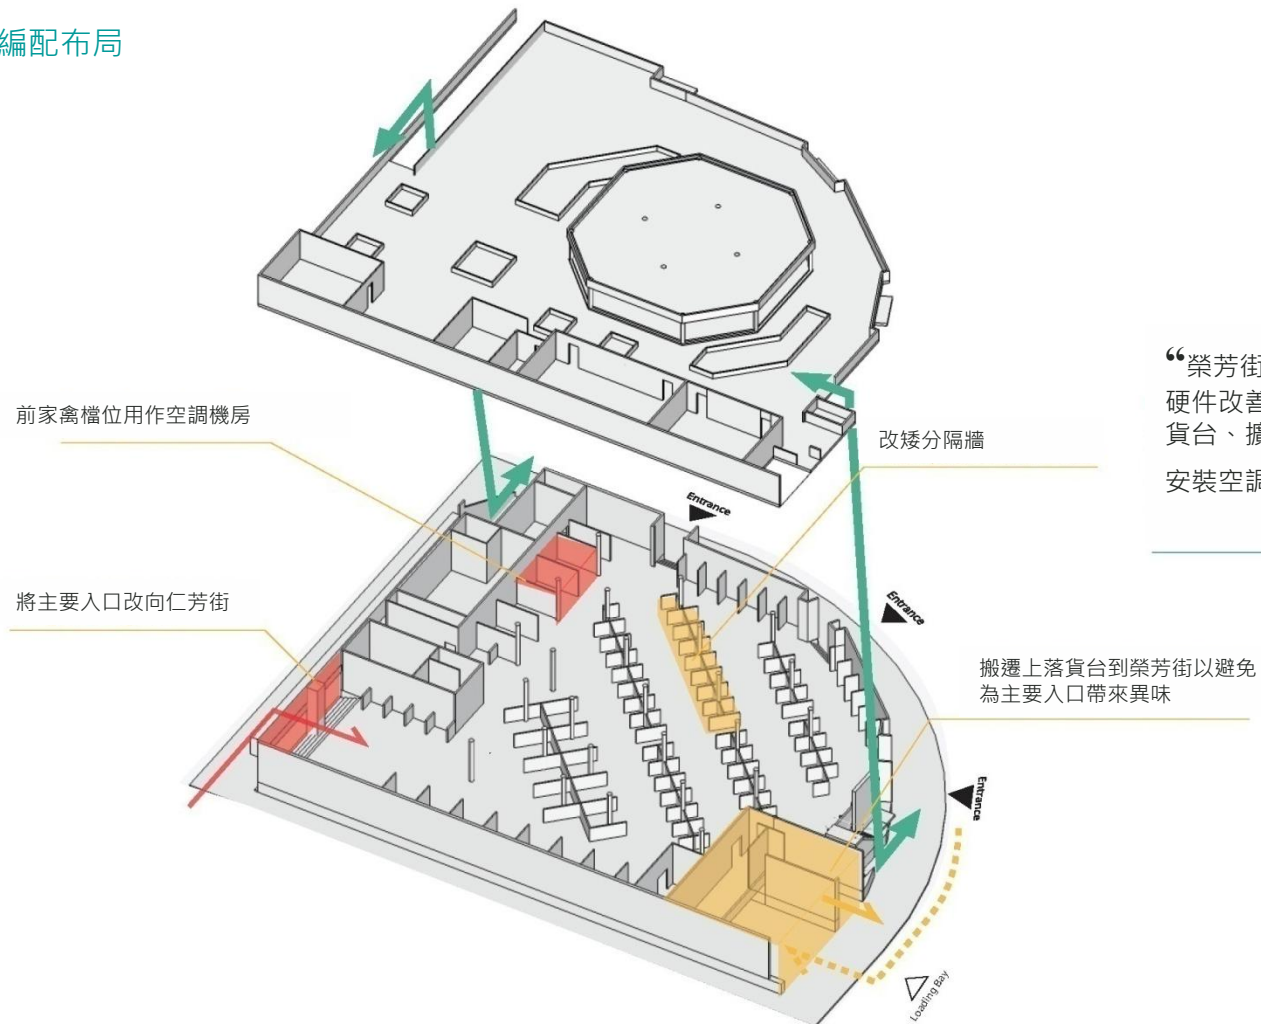 編配布局
“榮芳街
硬件改善
貨台、擴
安裝空調
前家禽檔位用作空調機房
改矮分隔牆
Entrance
將主要入口改向仁芳街
Entrance
搬遷上落貨台到榮芳街以避免
為主要入口帶來異味
Entrance
Loading Bay